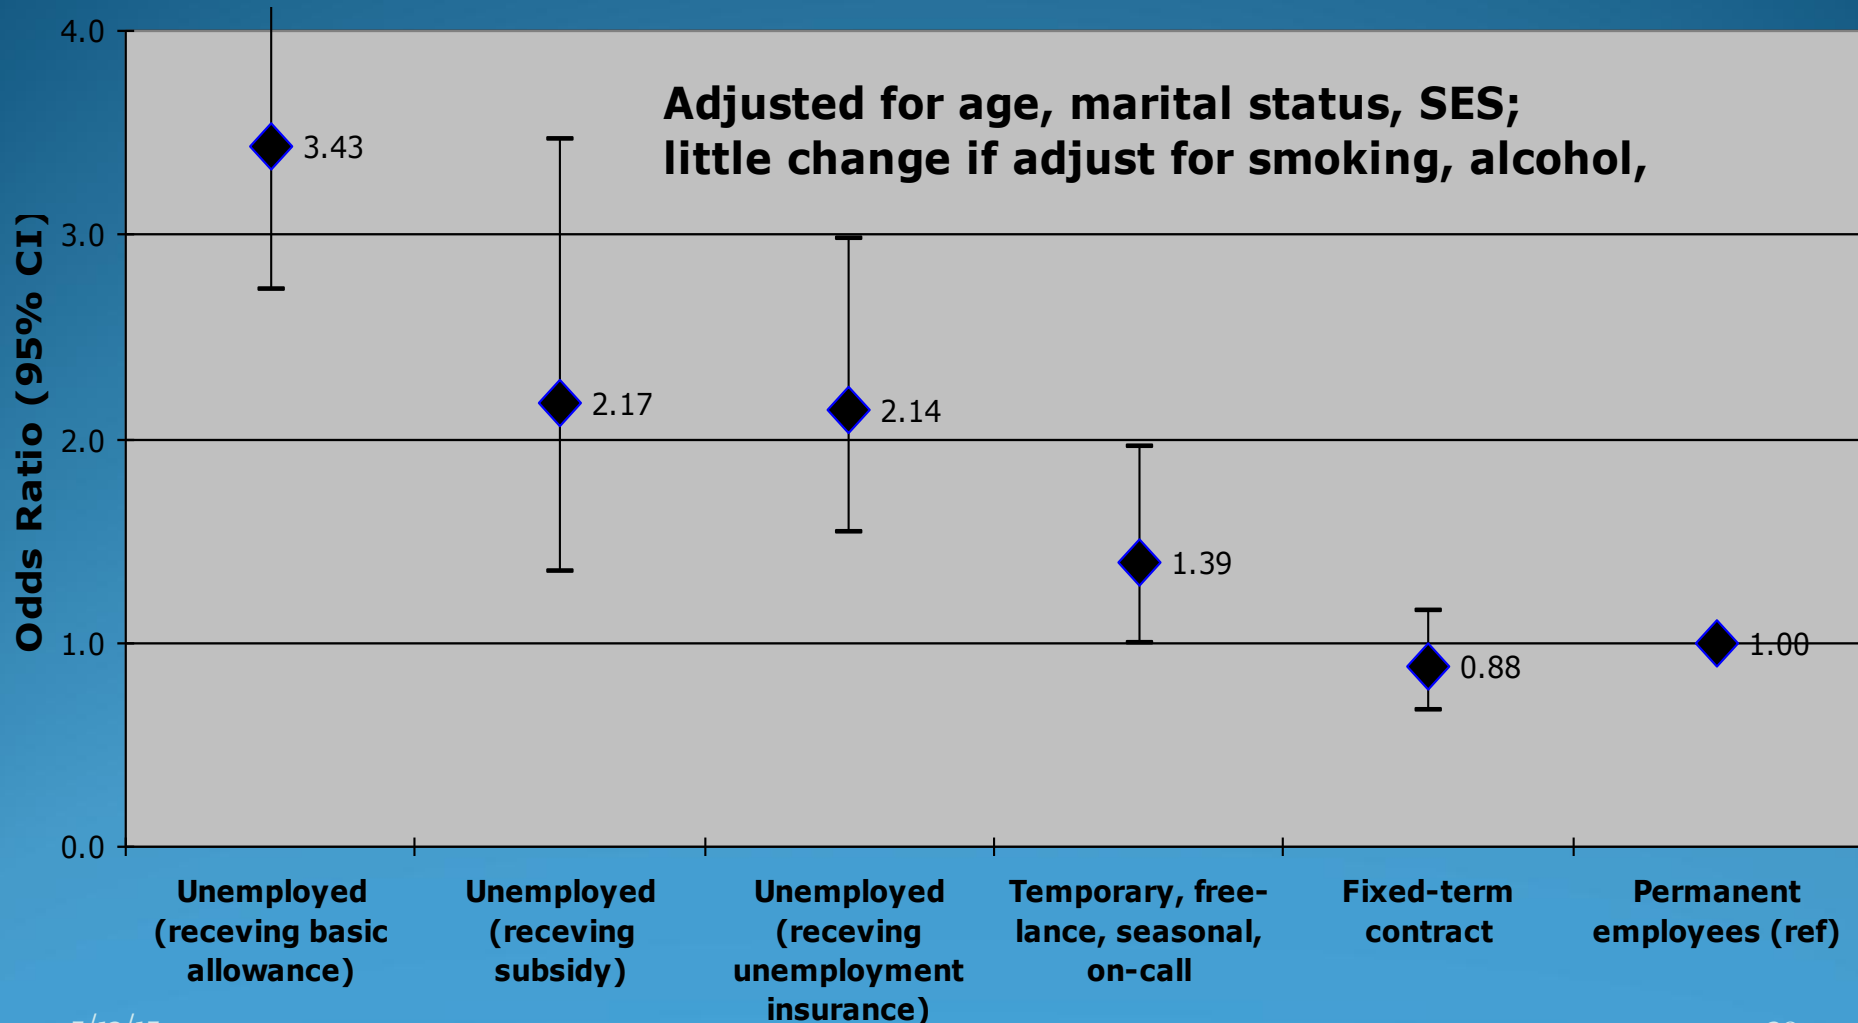 4.0
Adjusted for age, marital status, SES;
little change if adjust for smoking, alcohol,
3.43
3.0
Odds Ratio (95% CI)
2.17
2.14
2.0
1.39
1.0
1.00
0.88
0.0
Unemployed
(receving basic
allowance)
Unemployed
(receving
subsidy)
Unemployed
(receving
unemployment
insurance)
Temporary, free-
lance, seasonal,
on-call
Fixed-term
contract
Permanent
employees (ref)